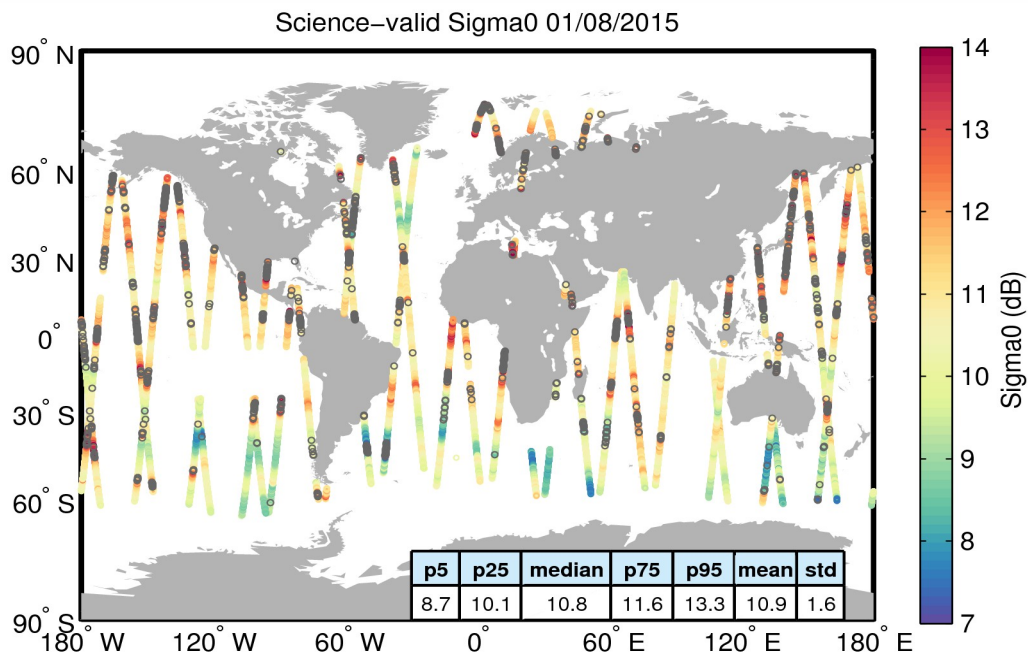 Science−valid Sigma0 01/08/2015
90° N
60° N
30° N
0°
30° S
60° S
90° S
180° W
120° W
60° W
0°
60° E
120° E
180° E
14
13
12
11
10
9
8
7
Sigma0 (dB)
p5 p25 median p75 p95 mean std
8.7 10.1 10.8 11.6 13.3 10.9 1.6